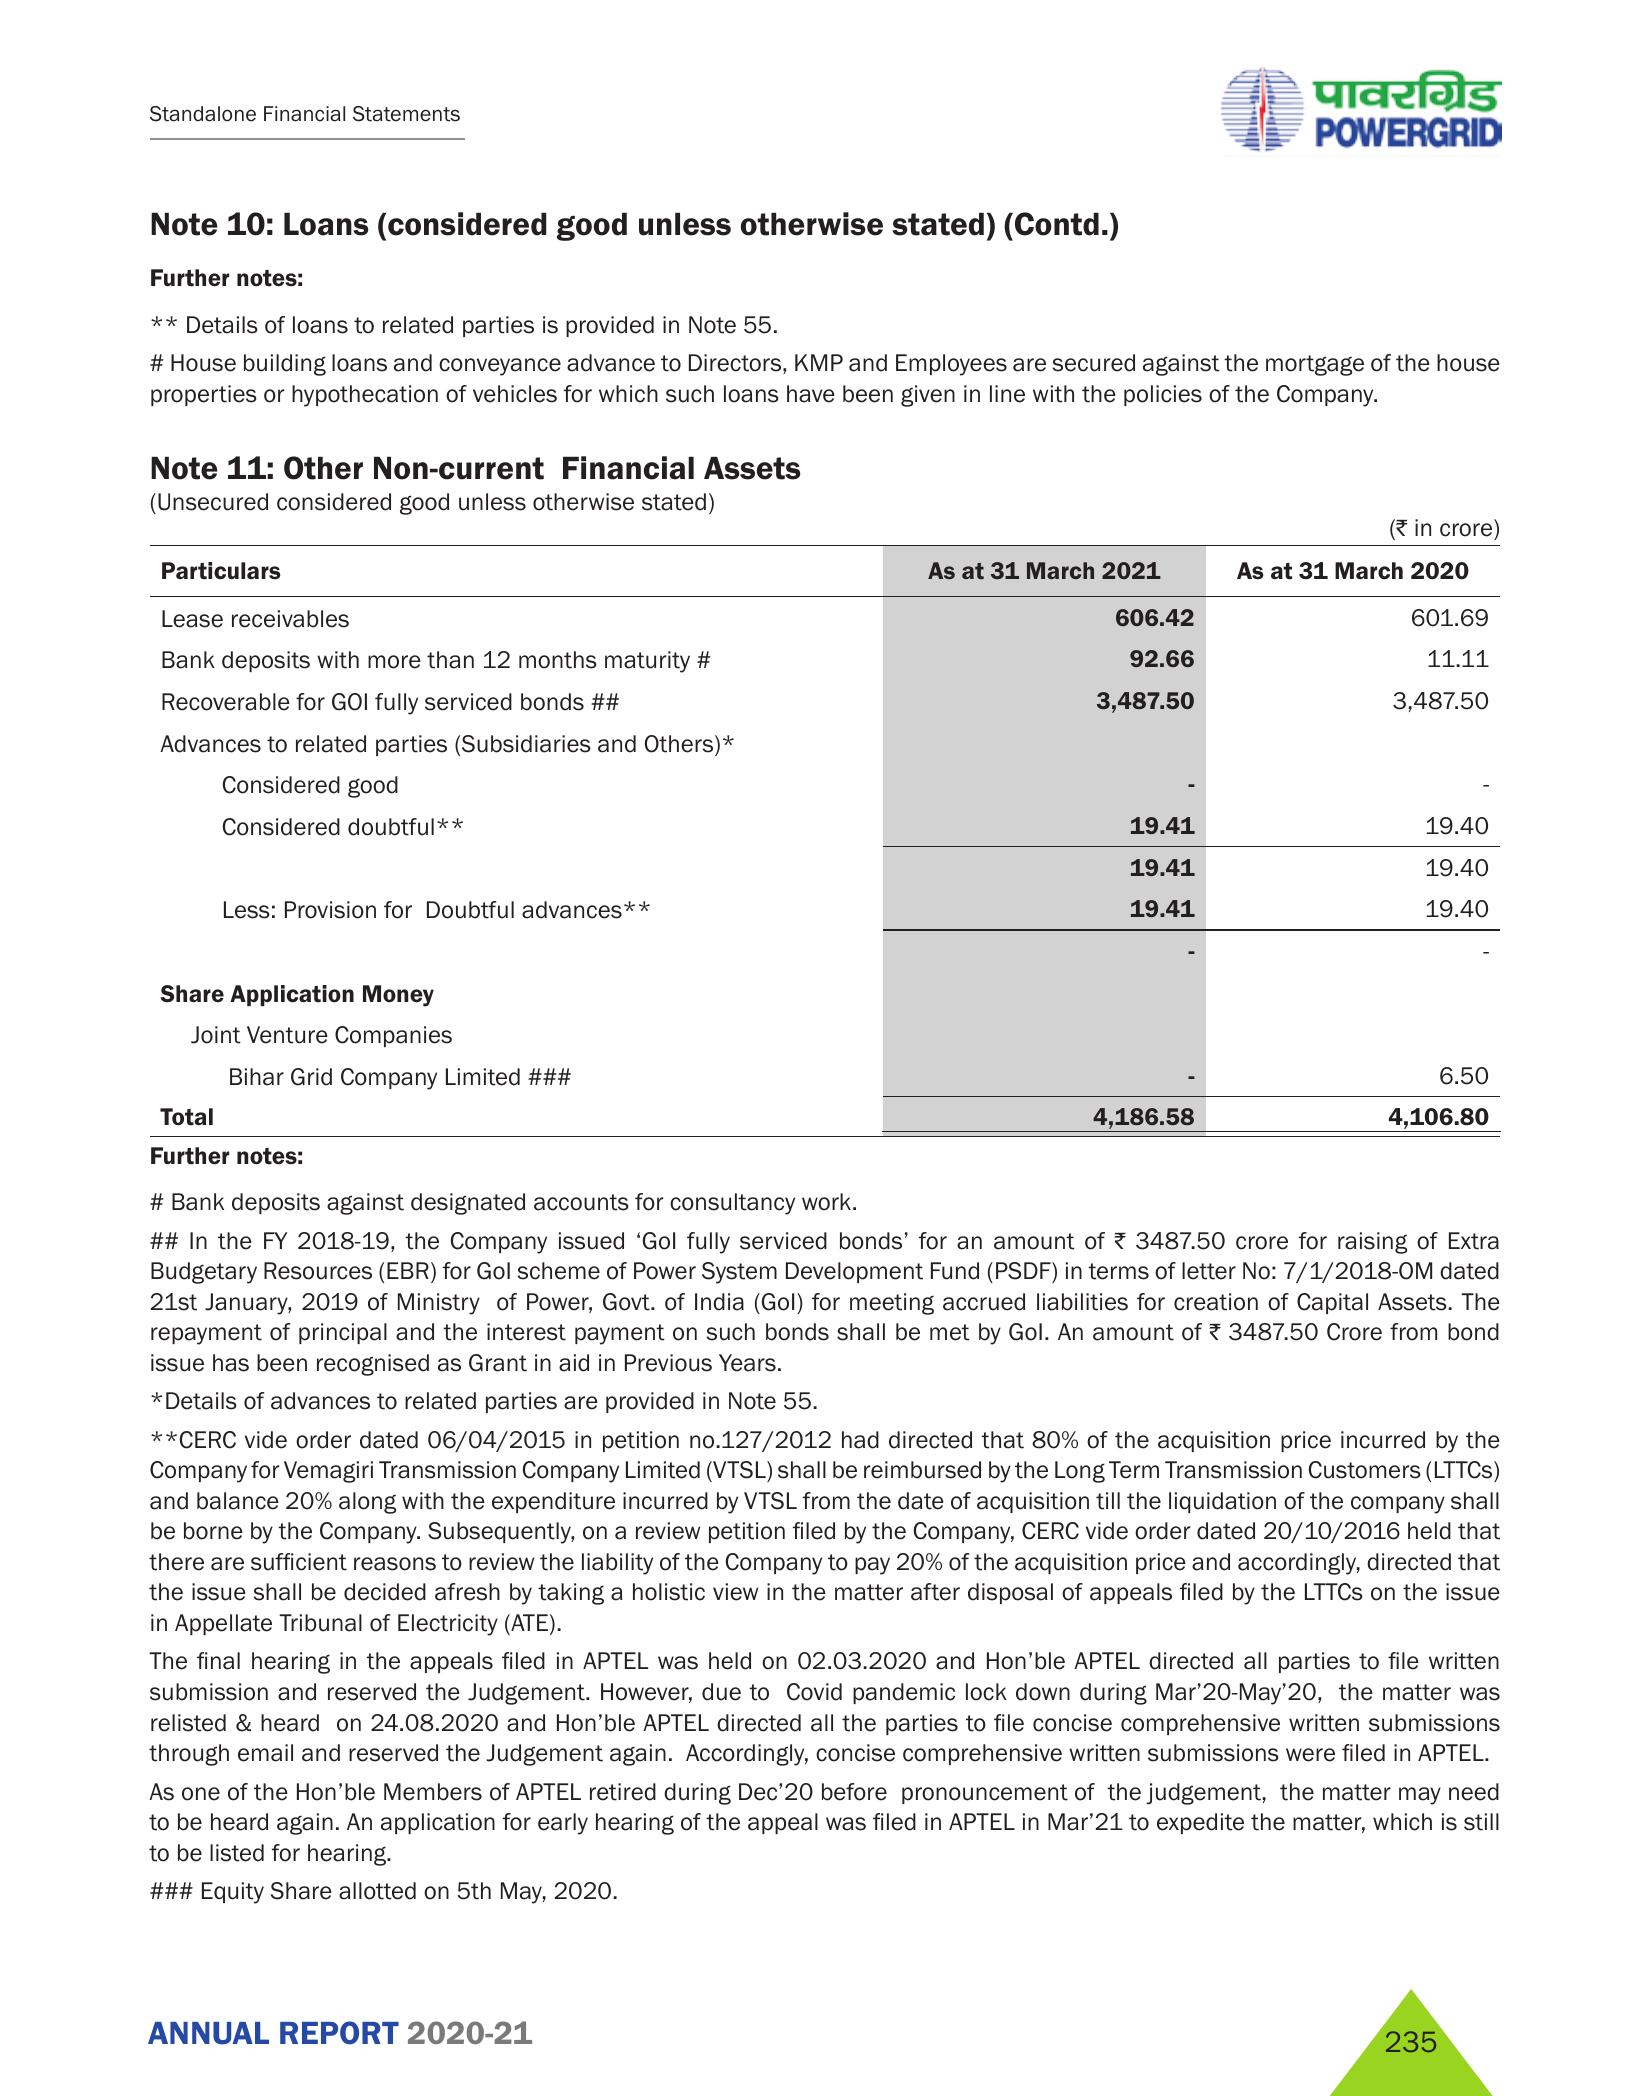 Standalone Financial Statements
पावरग्रिड
POWERGRID
Note 10: Loans (considered good unless otherwise stated) (Contd.)
Further notes:
** Details of loans to related parties is provided in Note 55.
# House building loans and conveyance advance to Directors, KMP and Employees are secured against the mortgage of the house
properties or hypothecation of vehicles for which such loans have been given in line with the policies of the Company.
Note 11: Other Non-current Financial Assets
(Unsecured considered good unless otherwise stated)
(₹ in crore)
Particulars As at 31 March 2021 As at 31 March 2020
Lease receivables 606.42 601.69
Bank deposits with more than 12 months maturity # 92.66 11.11
Recoverable for GOI fully serviced bonds ## 3,487.50 3,487.50
Advances to related parties (Subsidiaries and Others)*
Considered good - -
Considered doubtful** 19.41 19.40
19.41 19.40
Less: Provision for Doubtful advances** 19.41 19.40
- -
Share Application Money
Joint Venture Companies
Bihar Grid Company Limited ### - 6.50
Total 4,186.58 4,106.80
Further notes:
# Bank deposits against designated accounts for consultancy work.
## In the FY 2018-19, the Company issued ‘GoI fully serviced bonds’ for an amount of ₹ 3487.50 crore for raising of Extra
Budgetary Resources (EBR) for GoI scheme of Power System Development Fund (PSDF) in terms of letter No: 7/1/2018-OM dated
21st January, 2019 of Ministry of Power, Govt. of India (GoI) for meeting accrued liabilities for creation of Capital Assets. The
repayment of principal and the interest payment on such bonds shall be met by GoI. An amount of ₹ 3487.50 Crore from bond
issue has been recognised as Grant in aid in Previous Years.
*Details of advances to related parties are provided in Note 55.
**CERC vide order dated 06/04/2015 in petition no.127/2012 had directed that 80% of the acquisition price incurred by the
Company for Vemagiri Transmission Company Limited (VTSL) shall be reimbursed by the Long Term Transmission Customers (LTTCs)
and balance 20% along with the expenditure incurred by VTSL from the date of acquisition till the liquidation of the company shall
be borne by the Company. Subsequently, on a review petition filed by the Company, CERC vide order dated 20/10/2016 held that
there are sufficient reasons to review the liability of the Company to pay 20% of the acquisition price and accordingly, directed that
the issue shall be decided afresh by taking a holistic view in the matter after disposal of appeals filed by the LTTCs on the issue
in Appellate Tribunal of Electricity (ATE).
The final hearing in the appeals filed in APTEL was held on 02.03.2020 and Hon’ble APTEL directed all parties to file written
submission and reserved the Judgement. However, due to Covid pandemic lock down during Mar’20-May’20, the matter was
relisted & heard on 24.08.2020 and Hon’ble APTEL directed all the parties to file concise comprehensive written submissions
through email and reserved the Judgement again. Accordingly, concise comprehensive written submissions were filed in APTEL.
As one of the Hon’ble Members of APTEL retired during Dec’20 before pronouncement of the judgement, the matter may need
to be heard again. An application for early hearing of the appeal was filed in APTEL in Mar’21 to expedite the matter, which is still
to be listed for hearing.
### Equity Share allotted on 5th May, 2020.
ANNUAL REPORT 2020-21
235